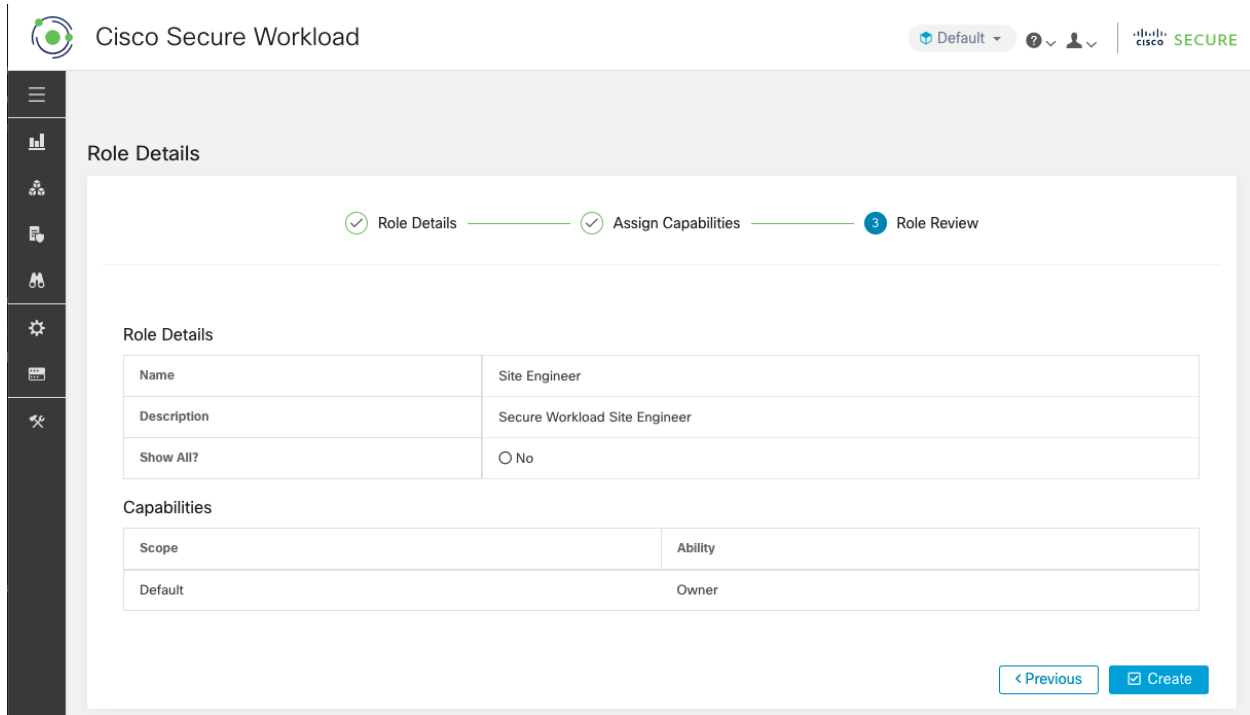 Cisco Secure Workload
Default
cisco SECURE
Role Details
Role Details
Assign Capabilities
3 Role Review
Role Details
Name Site Engineer
Description Secure Workload Site Engineer
Show All? No
Capabilities
Scope Ability
Default Owner
< Previous
Create